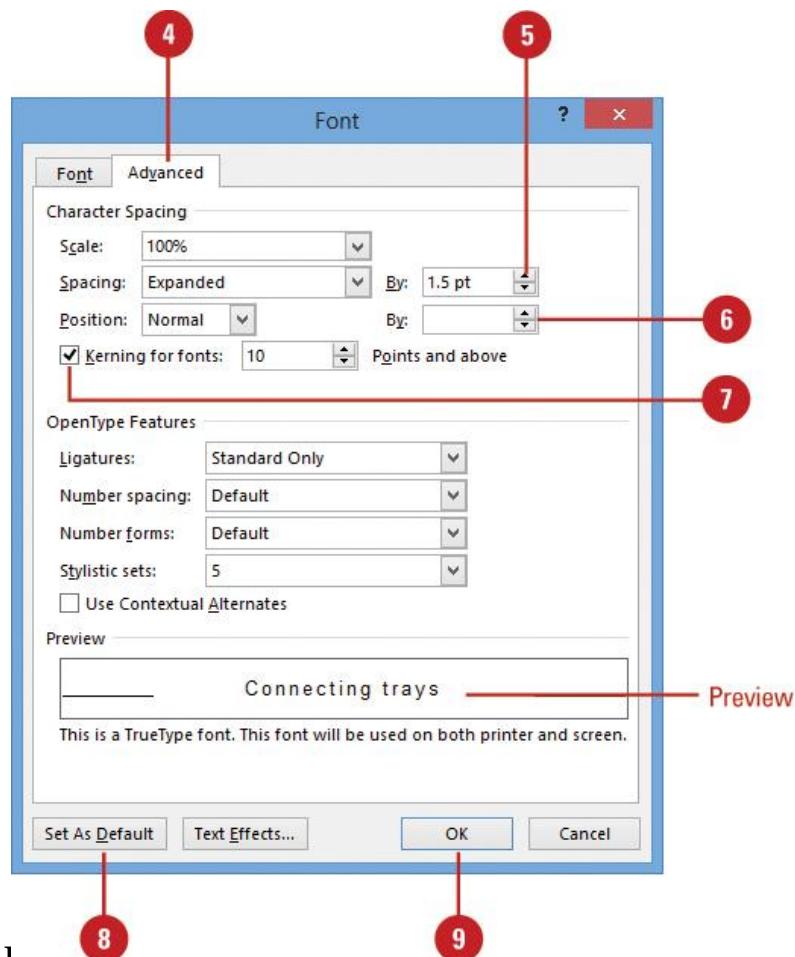 4 5
Font ?
Font Advanced
Character Spacing
Scale: 100%
Spacing: Expanded By: 1.5 pt
Position: Normal By: 6
Kerning for fonts: 10 Points and above
7
OpenType Features
Ligatures: Standard Only
Number spacing: Default
Number forms: Default
Stylistic sets: 5
Use Contextual Alternates
Preview
Connecting trays Preview
This is a TrueType font. This font will be used on both printer and screen.
Set As Default Text Effects... OK Cancel
8 9